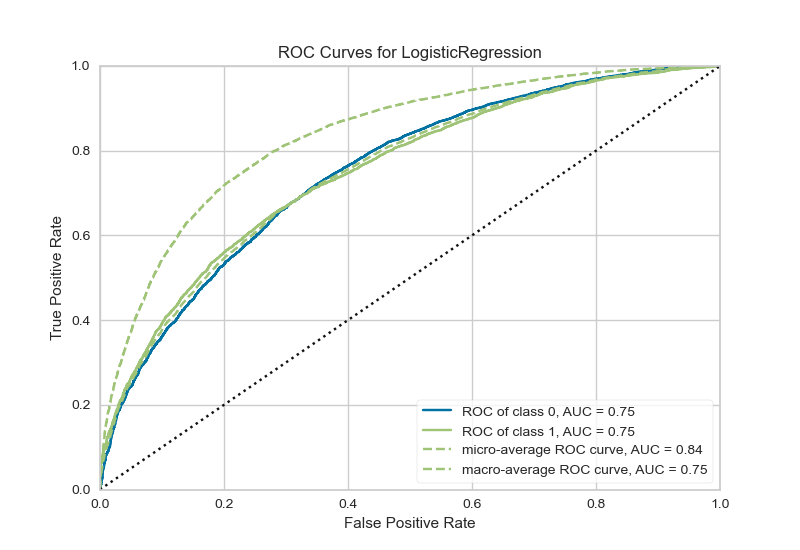 ROC Curves for LogisticRegression
1.0
0.8
0.6
0.4
0.2
0.0
True Positive Rate
0.0 0.2 0.4 0.6 0.8 1.0
False Positive Rate
ROC of class 0, AUC = 0.75
ROC of class 1, AUC = 0.75
micro-average ROC curve, AUC = 0.84
macro-average ROC curve, AUC = 0.75